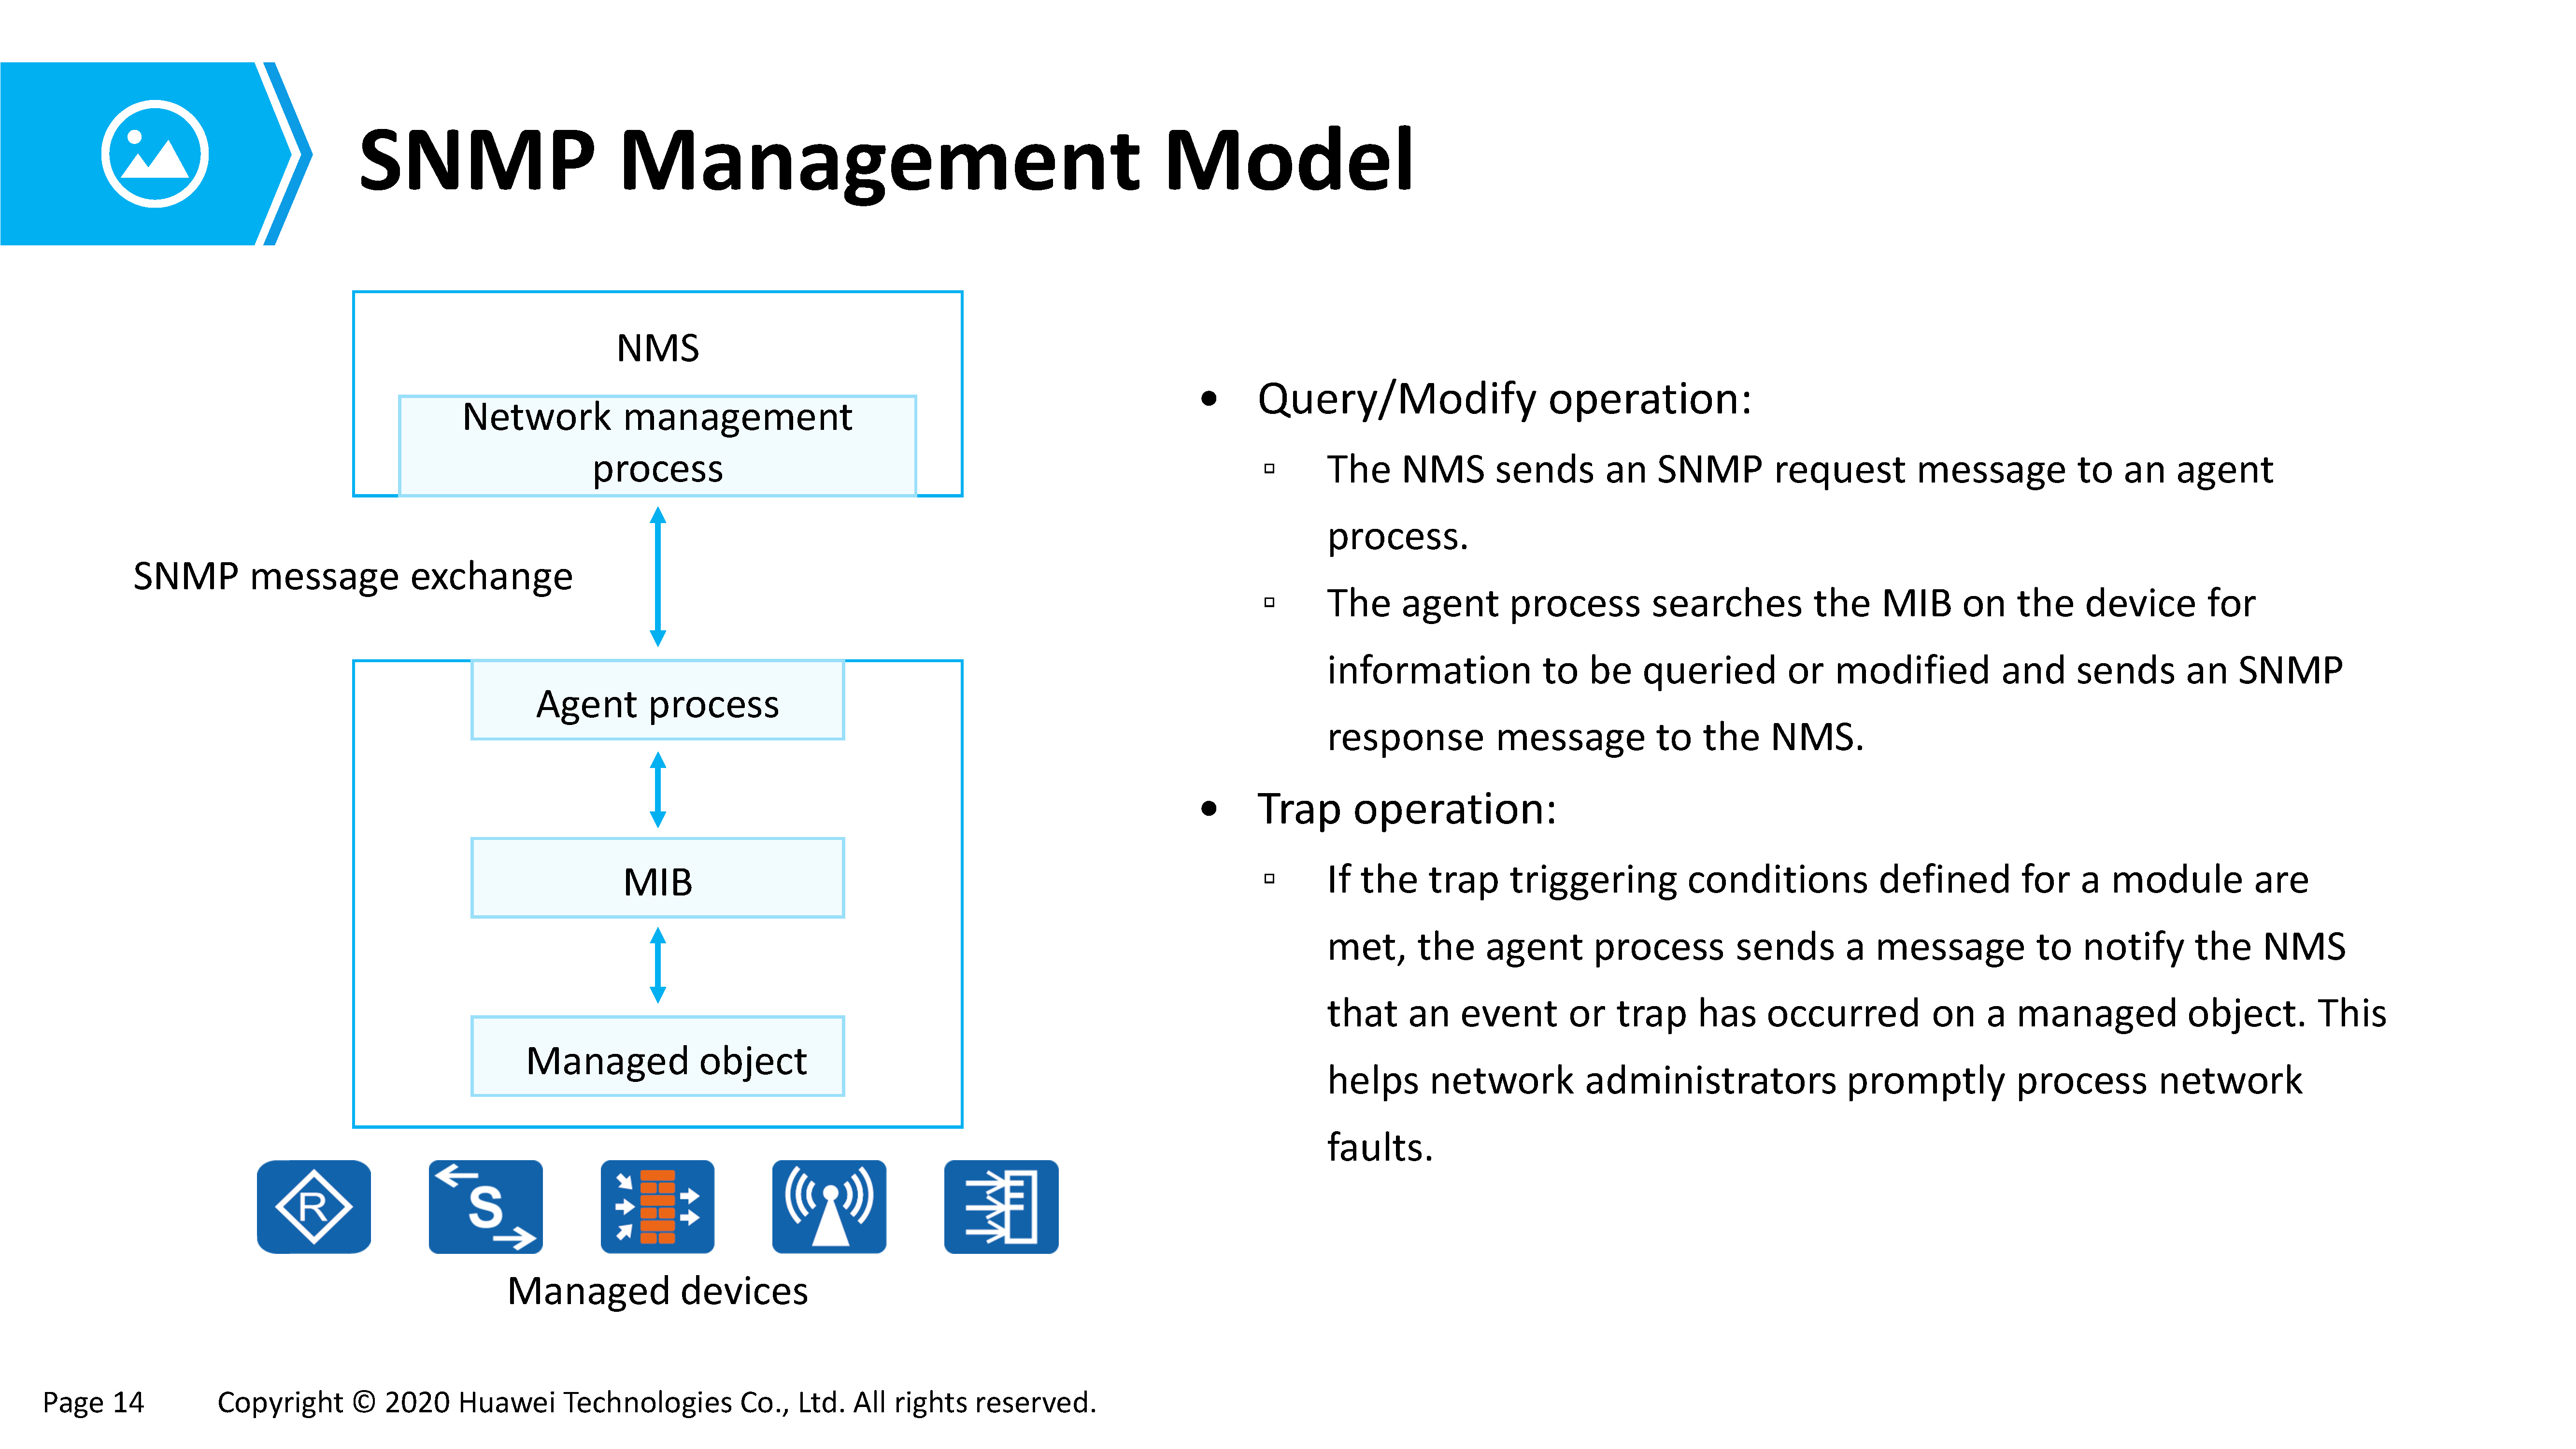 SNMP Management Model
NMS
Network management
process
SNMP message exchange
Agent process
MIB
Managed object
R
S
Managed devices
• Query/Modify operation:
▫ The NMS sends an SNMP request message to an agent
process.
▫ The agent process searches the MIB on the device for
information to be queried or modified and sends an SNMP
response message to the NMS.
• Trap operation:
▫ If the trap triggering conditions defined for a module are
met, the agent process sends a message to notify the NMS
that an event or trap has occurred on a managed object. This
helps network administrators promptly process network
faults.
Page 14 Copyright © 2020 Huawei Technologies Co., Ltd. All rights reserved.